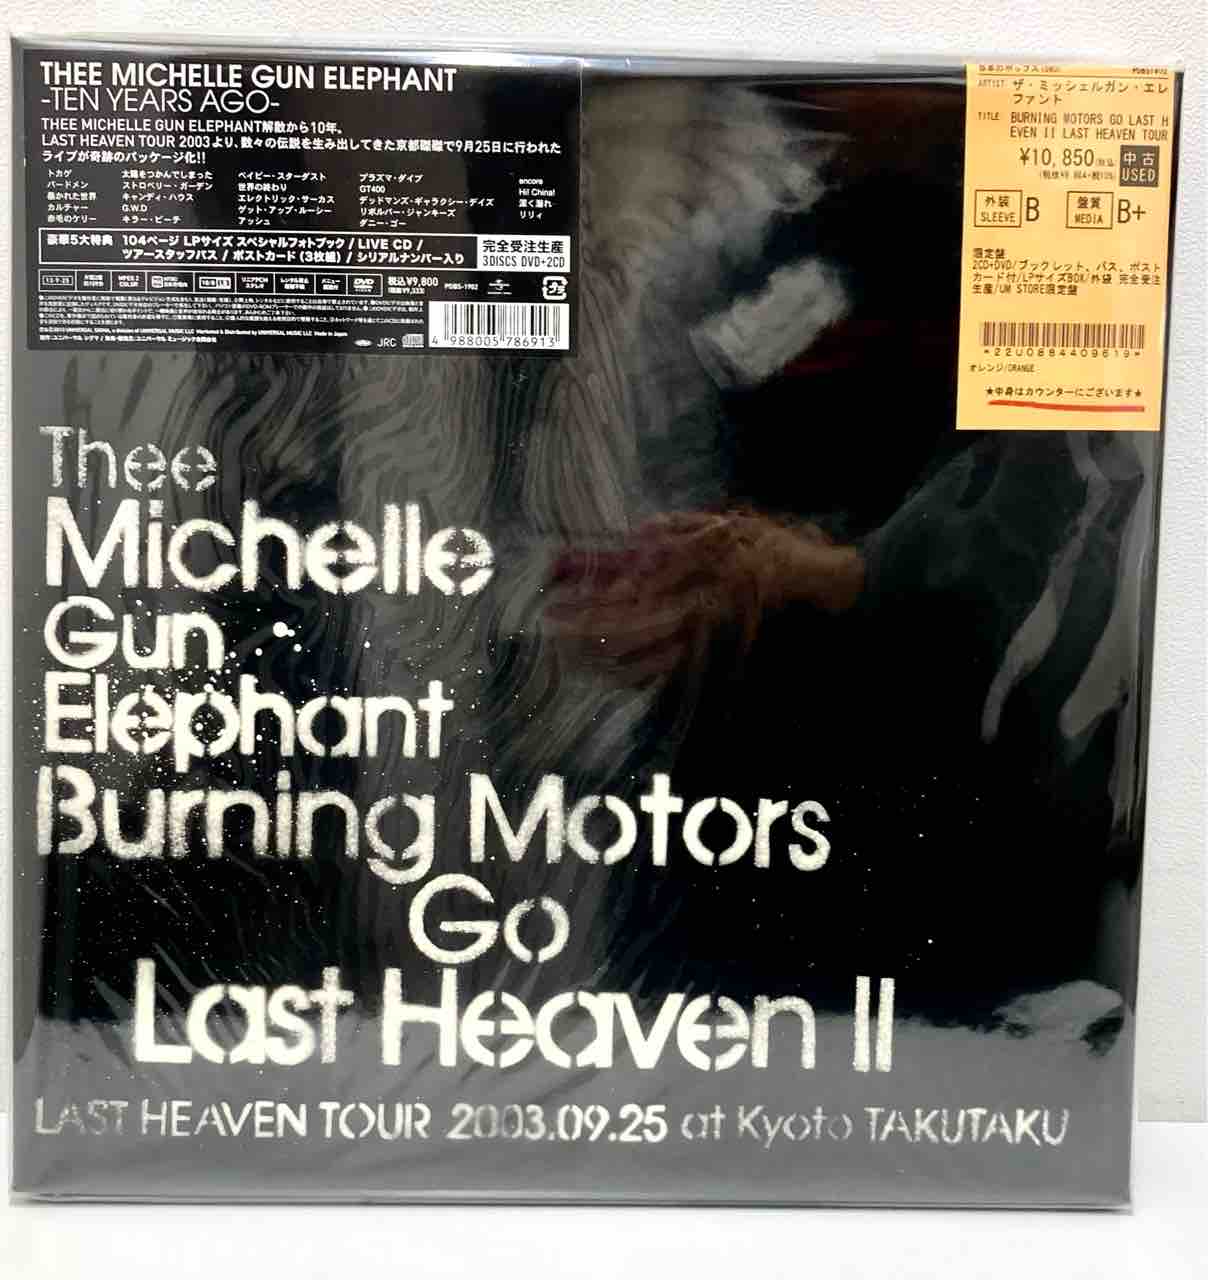 THEE MICHELLE GUN ELEPHANT
-TEN YEARS AGO-
THEE MICHELLE GUN ELEPHANT解散から10年。
LAST HEAVEN TOUR 2003より、数々の伝説を生み出してきた京都磔磔で9月25日に行われた
ライブが奇跡のパッケージ化!!
トカゲ
バードメン
暴かれた世界
カルチャー
赤毛のケリー
太陽をつかんでしまった
ストロベリー・ガーデン
キャンディ・ハウス
G.W.D
キラー・ビーチ
ベイビー・スターダスト
世界の終わり
エレクトリック・サーカス
ゲット・アップ・ルーシー
アッシュ
プラズマ・ダイブ
GT400
デッドマンズ・ギャラクシー・デイズ
リボルバー・ジャンキーズ
ダニー・ゴー
encore
Hi! China!
深く潜れ
リリィ
豪華5大特典 104ページ LPサイズ スペシャルフォトブック / LIVE CD /
ツアースタッフパス / ポストカード (3枚組) / シリアルナンバー入り
完全受注生産
3DISCS DVD+2CD
13・9・25
税込¥9,800
(税抜¥9,333)
PDBS-1902
JRC
4 988005 786913
ザ・ミッシェルガン・エレ
ファント
ARTIST
TITLE
BURNING MOTORS GO LAST H
EVEN II LAST HEAVEN TOUR
¥10,850(税込)
中古
USED
外装
SLEEVE
B
盤質
MEDIA
B+
限定盤
2CD+DVD/ブックレット、パス、ポスト
カード付/LPサイズBOX/外袋 完全受注
生産/UM STORE限定盤
*22U0884409619*
オレンジ/ORANGE
★中身はカウンターにございます★
Thee
Michelle
Gun
Elephant
Burning Motors
Go
Last Heaven II
LAST HEAVEN TOUR 2003.09.25 at Kyoto TAKUTAKU